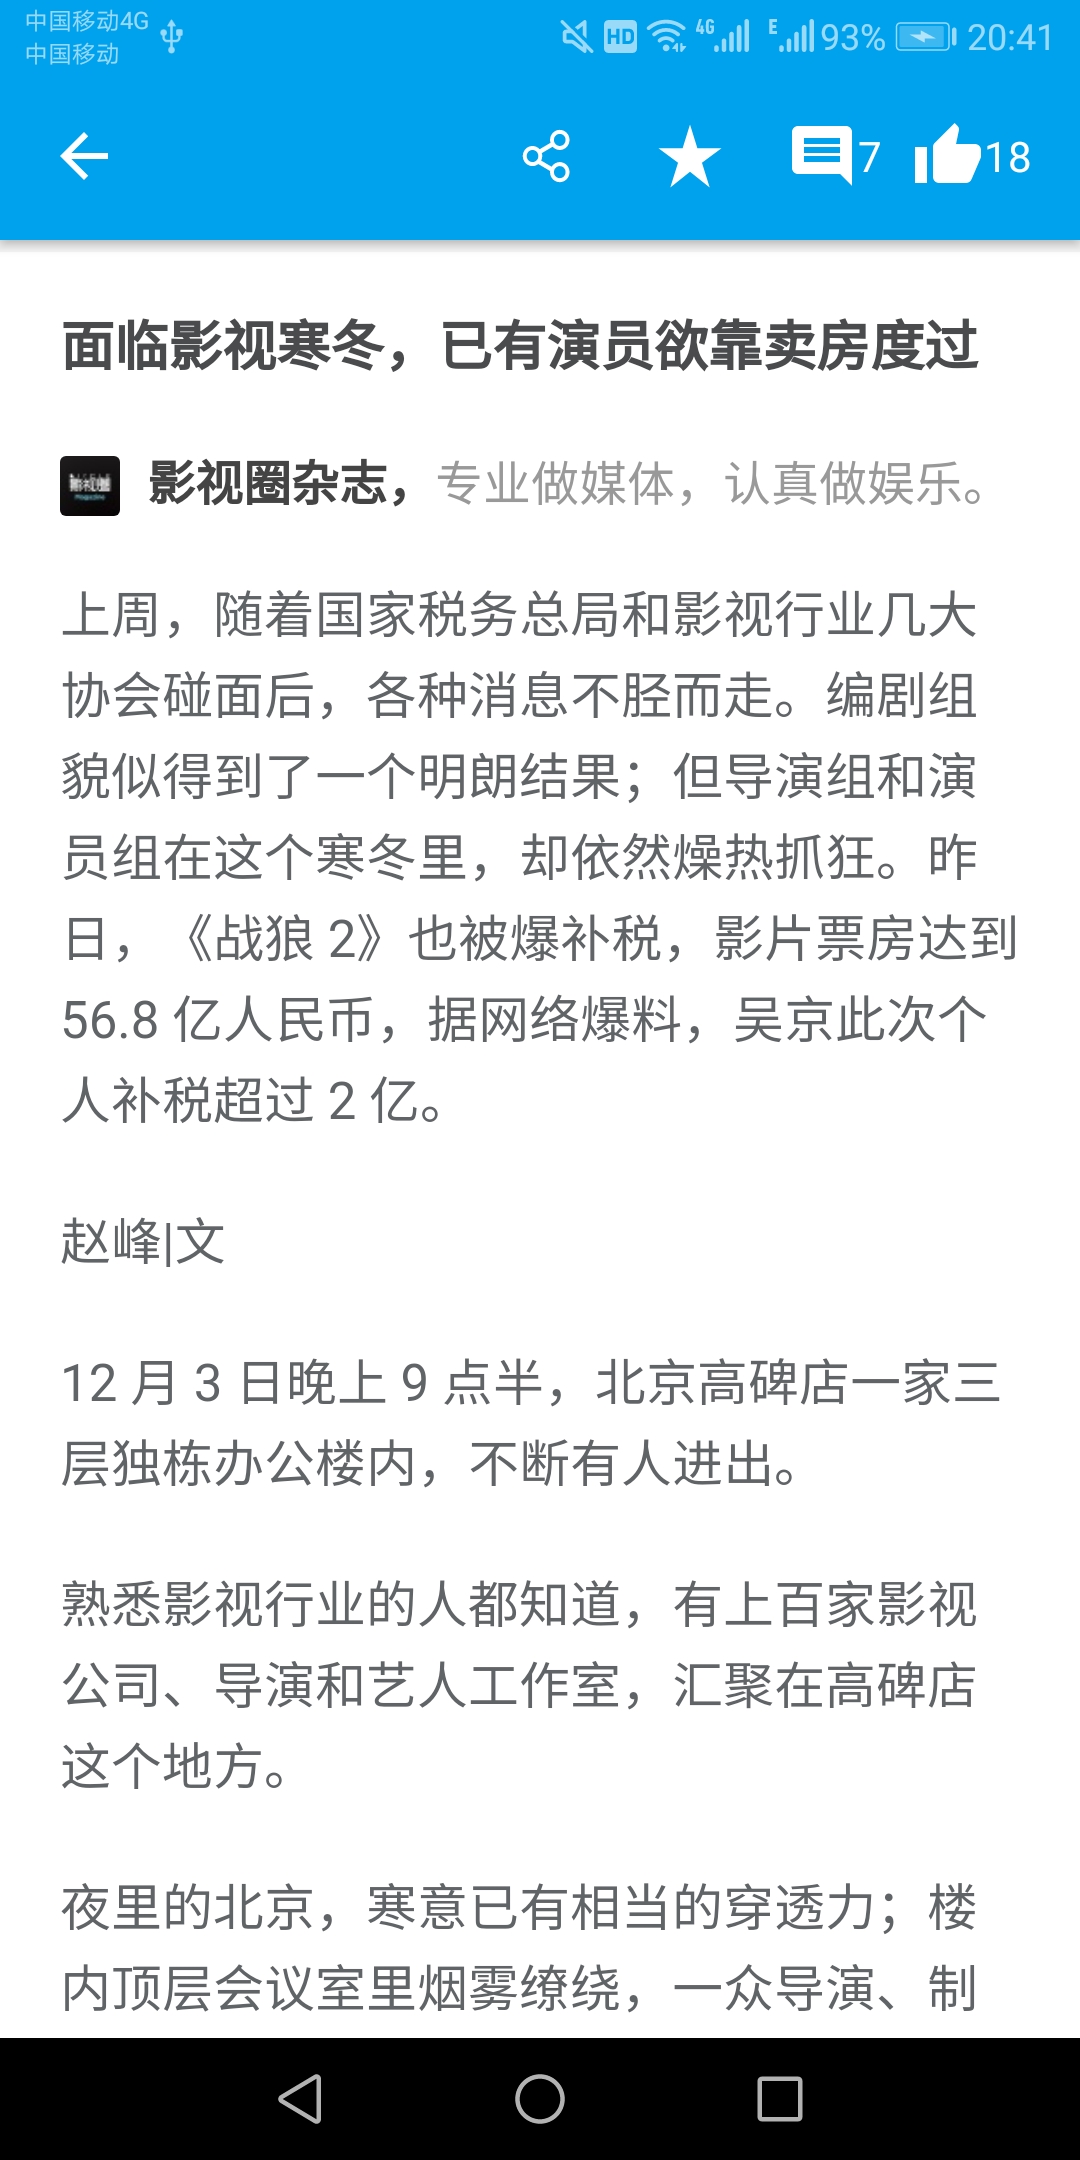 中国移动4G
中国移动
HD 4G E 93% 20:41
7 18
面临影视寒冬，已有演员欲靠卖房度过
影视圈杂志，专业做媒体，认真做娱乐。
上周，随着国家税务总局和影视行业几大
协会碰面后，各种消息不胫而走。编剧组
貌似得到了一个明朗结果；但导演组和演
员组在这个寒冬里，却依然燥热抓狂。昨
日，《战狼 2》也被爆补税，影片票房达到
56.8 亿人民币，据网络爆料，吴京此次个
人补税超过 2 亿。
赵峰|文
12 月 3 日晚上 9 点半，北京高碑店一家三
层独栋办公楼内，不断有人进出。
熟悉影视行业的人都知道，有上百家影视
公司、导演和艺人工作室，汇聚在高碑店
这个地方。
夜里的北京，寒意已有相当的穿透力；楼
内顶层会议室里烟雾缭绕，一众导演、制